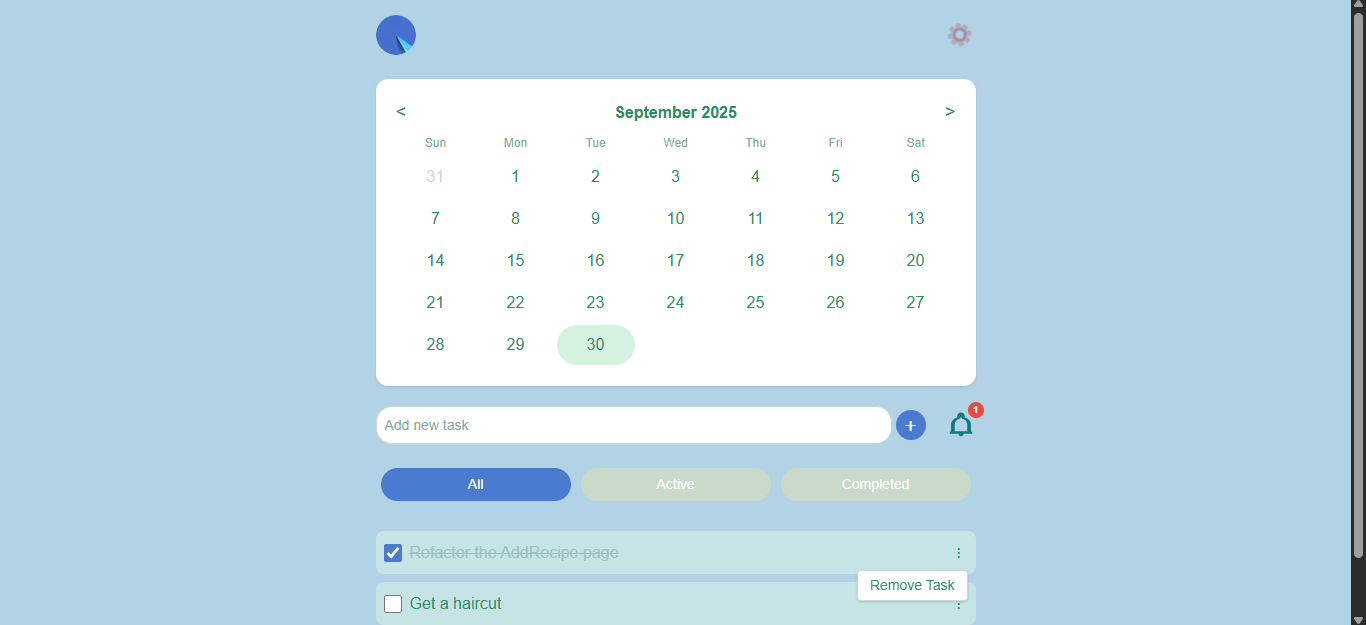 < September 2025 >
Sun Mon Tue Wed Thu Fri Sat
31 1 2 3 4 5 6
7 8 9 10 11 12 13
14 15 16 17 18 19 20
21 22 23 24 25 26 27
28 29 30
Add new task + 1
All Active Completed
Refactor the AddRecipe page
Remove Task
Get a haircut